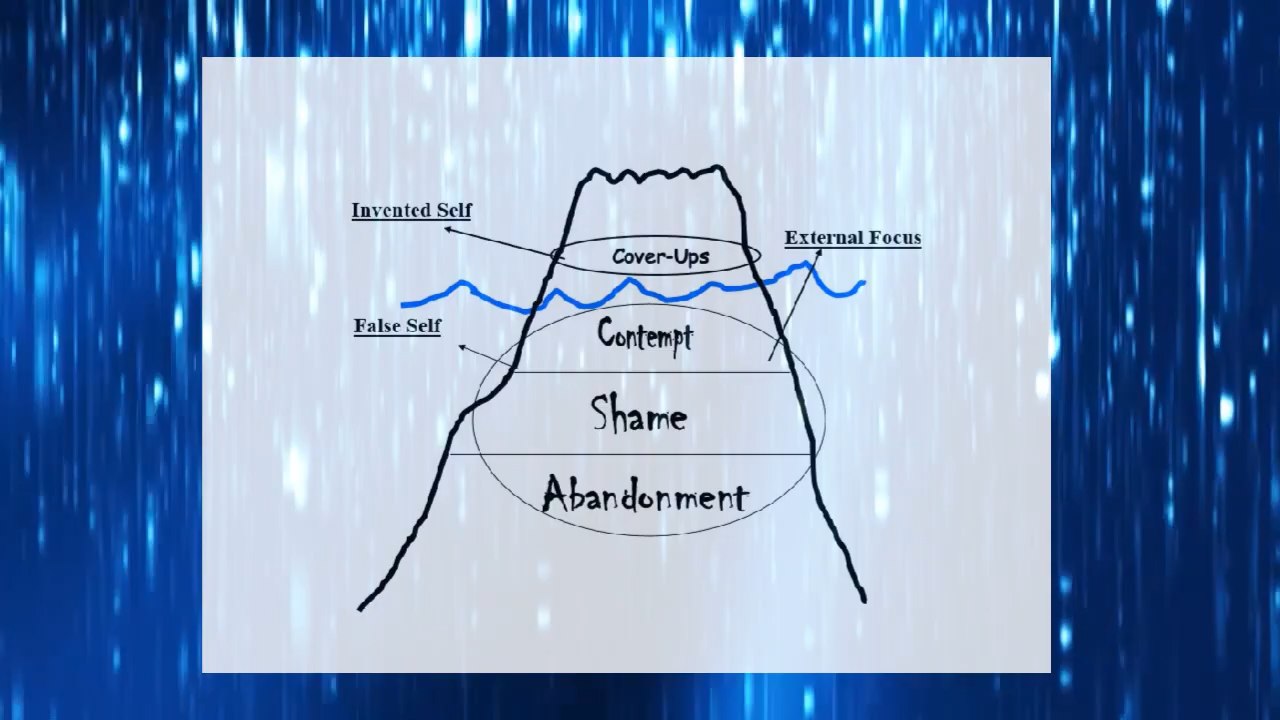 Invented Self
External Focus
Cover-Ups
False Self
Contempt
Shame
Abandonment